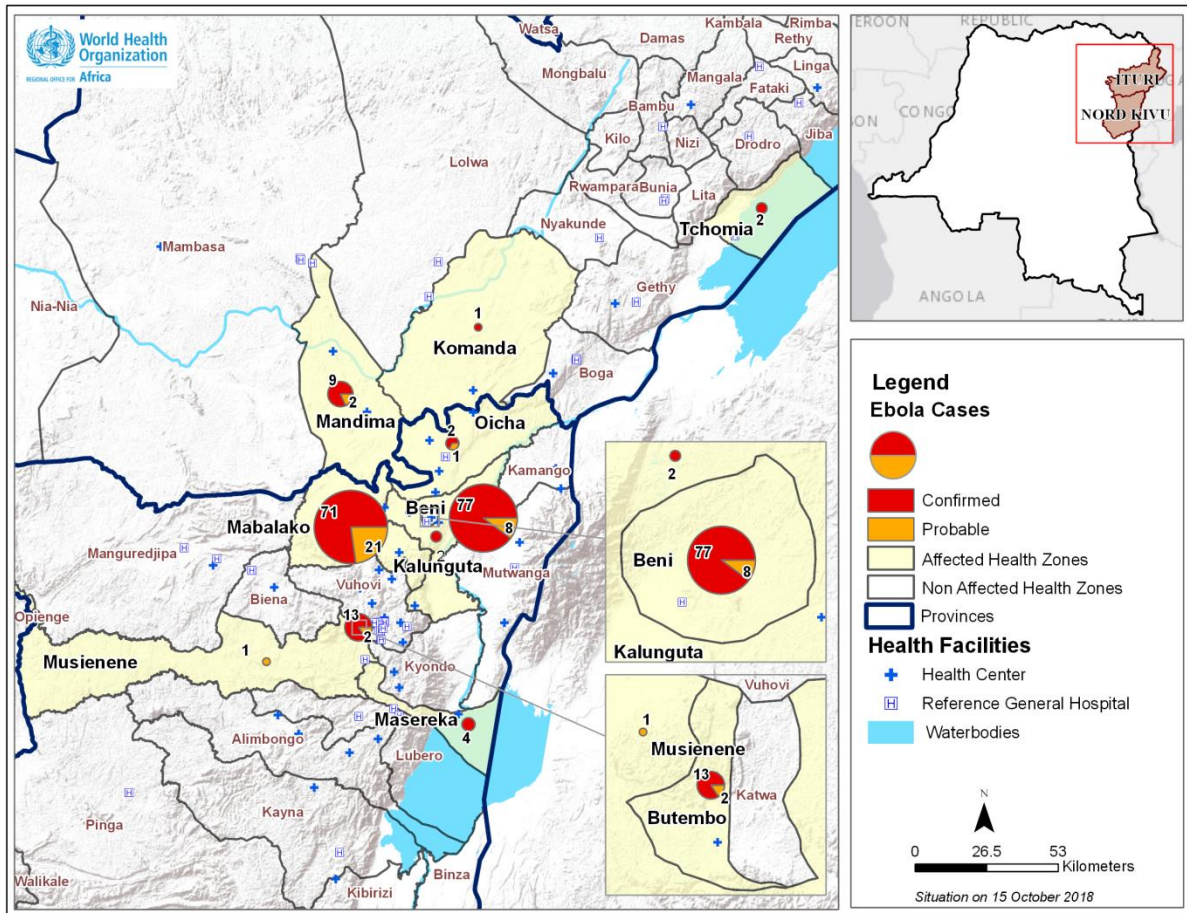 World Health
Organization
REGIONAL OFFICE FOR Africa
Watsa
Kambala
Rimba
Rethy
Damas
Linga
Mongbalu
Mangala
Fataki
Bambu
Kilo
Nizi
Drodro
Jiba
Lolwa
Rwampara
Bunia
Lita
2
Tchomia
Nyakunde
Mambasa
Gethy
Nia-Nia
1
Komanda
Boga
9
2
Mandima
Oicha
2
1
Kamango
71
Beni
77
8
Mabalako
21
2
Kalunguta
Mutwanga
Manguredjipa
Vuhovi
Biena
Opienge
13
2
Musienene
1
Kyondo
Masereka
4
Alimbongo
Lubero
Kayna
Pinga
Walikale
Kibirizi
Binza
2
77
Beni
8
Kalunguta
Vuhovi
1
Musienene
13
2
Katwa
Butembo
REPUBLIC
ITURI
CONGO
NORD KIVU
ANGOLA
Legend
Ebola Cases
Confirmed
Probable
Affected Health Zones
Non Affected Health Zones
Provinces
Health Facilities
Health Center
H Reference General Hospital
Waterbodies
N
0 26.5 53
Kilometers
Situation on 15 October 2018